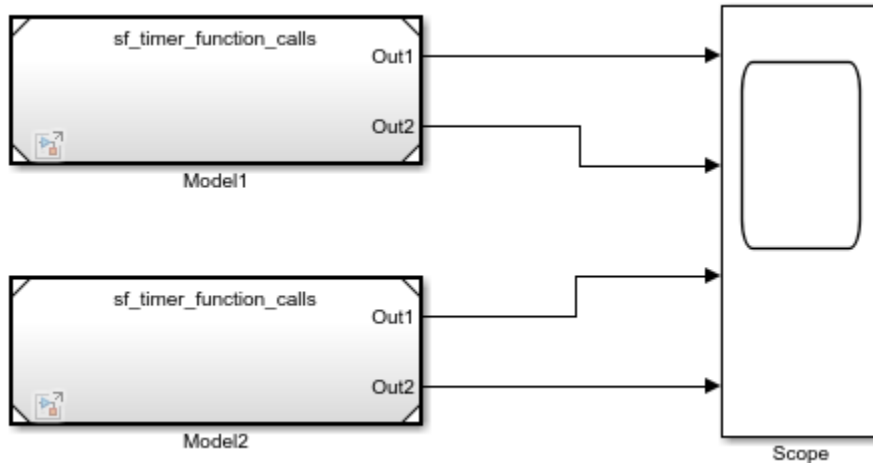 sf_timer_function_calls
Out1
Out2
Model1
sf_timer_function_calls
Out1
Out2
Model2
Scope